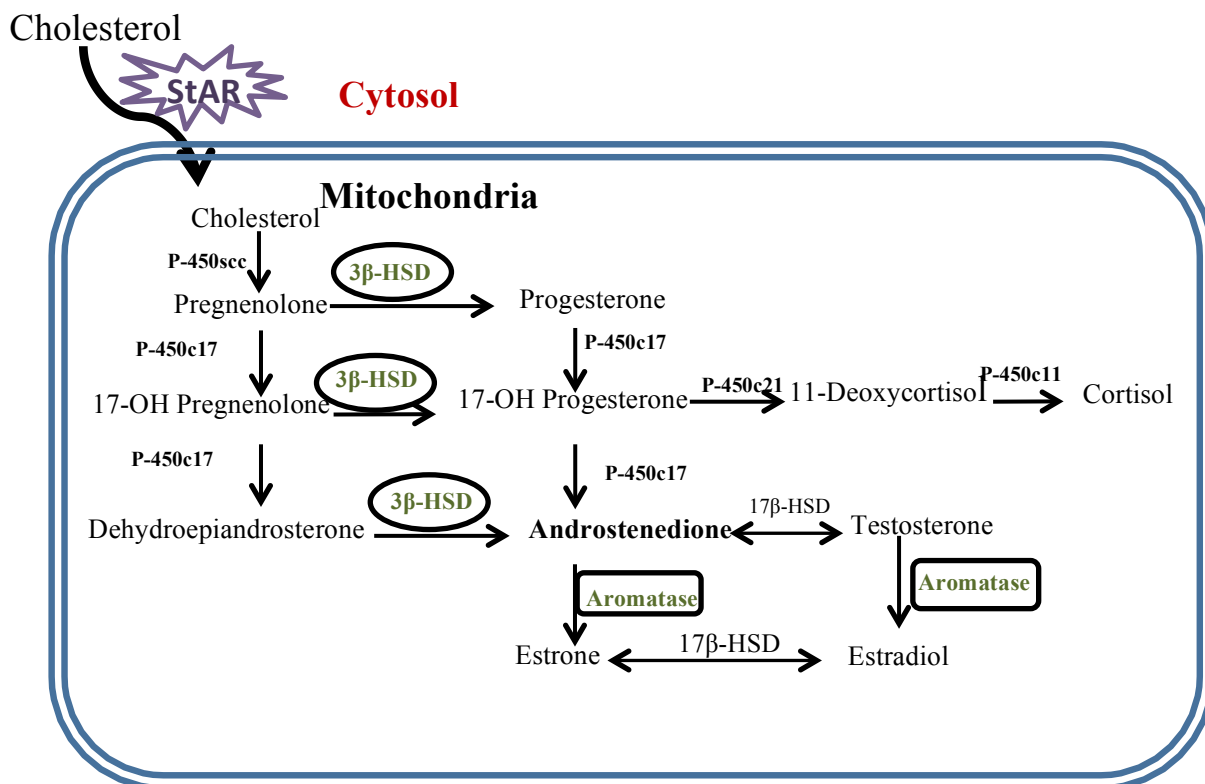 Cholesterol
StAR
Cytosol
Mitochondria
Cholesterol
P-450scc
3β-HSD
Pregnenolone
Progesterone
P-450c17
P-450c17
3β-HSD
P-450c21
P-450c11
17-OH Pregnenolone
17-OH Progesterone
11-Deoxycortisol
Cortisol
P-450c17
P-450c17
3β-HSD
17β-HSD
Dehydroepiandrosterone
Androstenedione
Testosterone
Aromatase
Aromatase
17β-HSD
Estrone
Estradiol